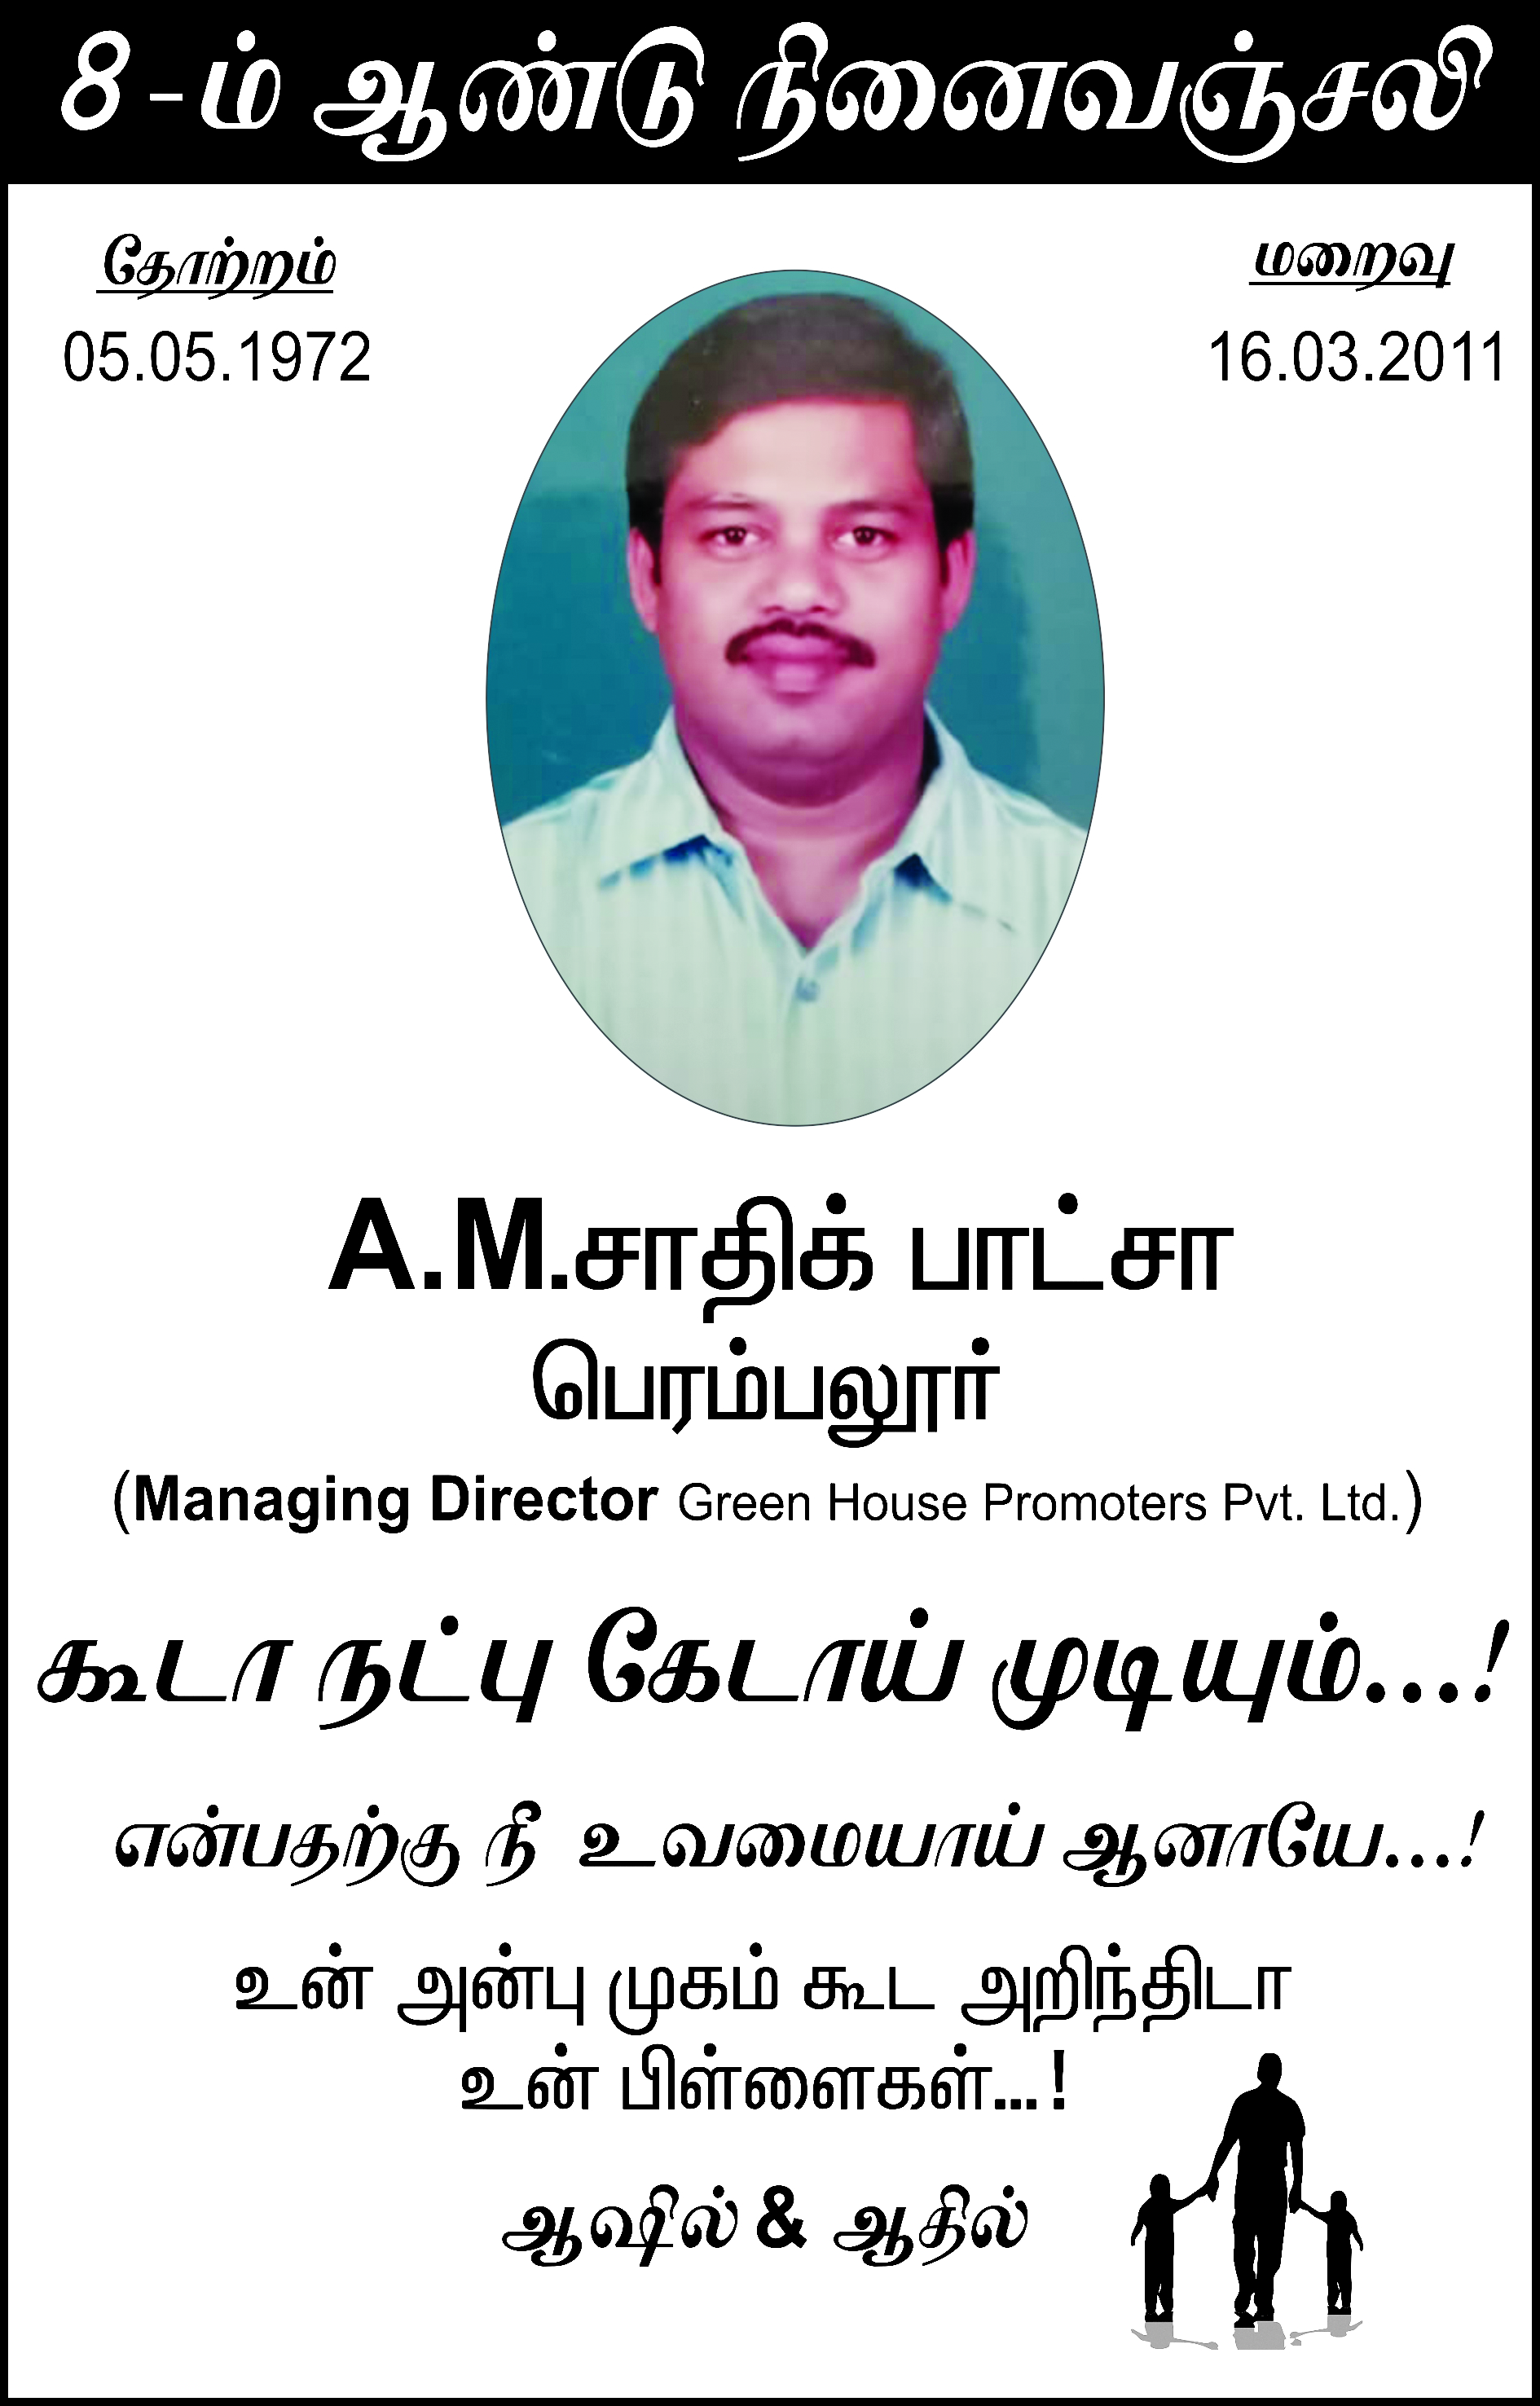 8-ம் ஆண்டு நினைவஞ்சலி
தோற்றம்
05.05.1972
மறைவு
16.03.2011
A.M.சாதிக் பாட்சா
பெரம்பலூர்
(Managing Director Green House Promoters Pvt. Ltd.)
கூடா நட்பு கேடாய் முடியும்...!
என்பதற்கு நீ உவமையாய் ஆனாயே...!
உன் அன்பு முகம் கூட அறிந்திடா
உன் பிள்ளைகள்...!
ஆஷில் & ஆதில்